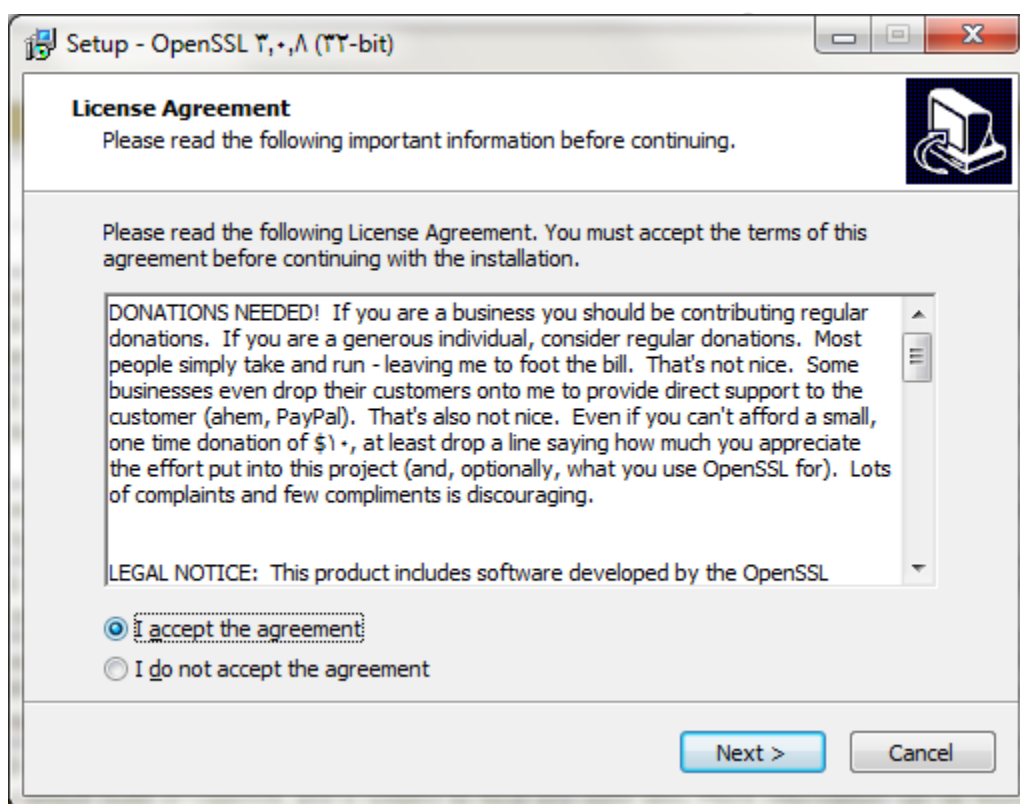 Setup - OpenSSL ۳,۰,۸ (۳۲-bit)
License Agreement
Please read the following important information before continuing.
Please read the following License Agreement. You must accept the terms of this
agreement before continuing with the installation.
DONATIONS NEEDED!  If you are a business you should be contributing regular
donations.  If you are a generous individual, consider regular donations.  Most
people simply take and run - leaving me to foot the bill.  That's not nice.  Some
businesses even drop their customers onto me to provide direct support to the
customer (ahem, PayPal).  That's also not nice.  Even if you can't afford a small,
one time donation of $۱۰, at least drop a line saying how much you appreciate
the effort put into this project (and, optionally, what you use OpenSSL for).  Lots
of complaints and few compliments is discouraging.
LEGAL NOTICE:  This product includes software developed by the OpenSSL
I accept the agreement
I do not accept the agreement
Next >
Cancel